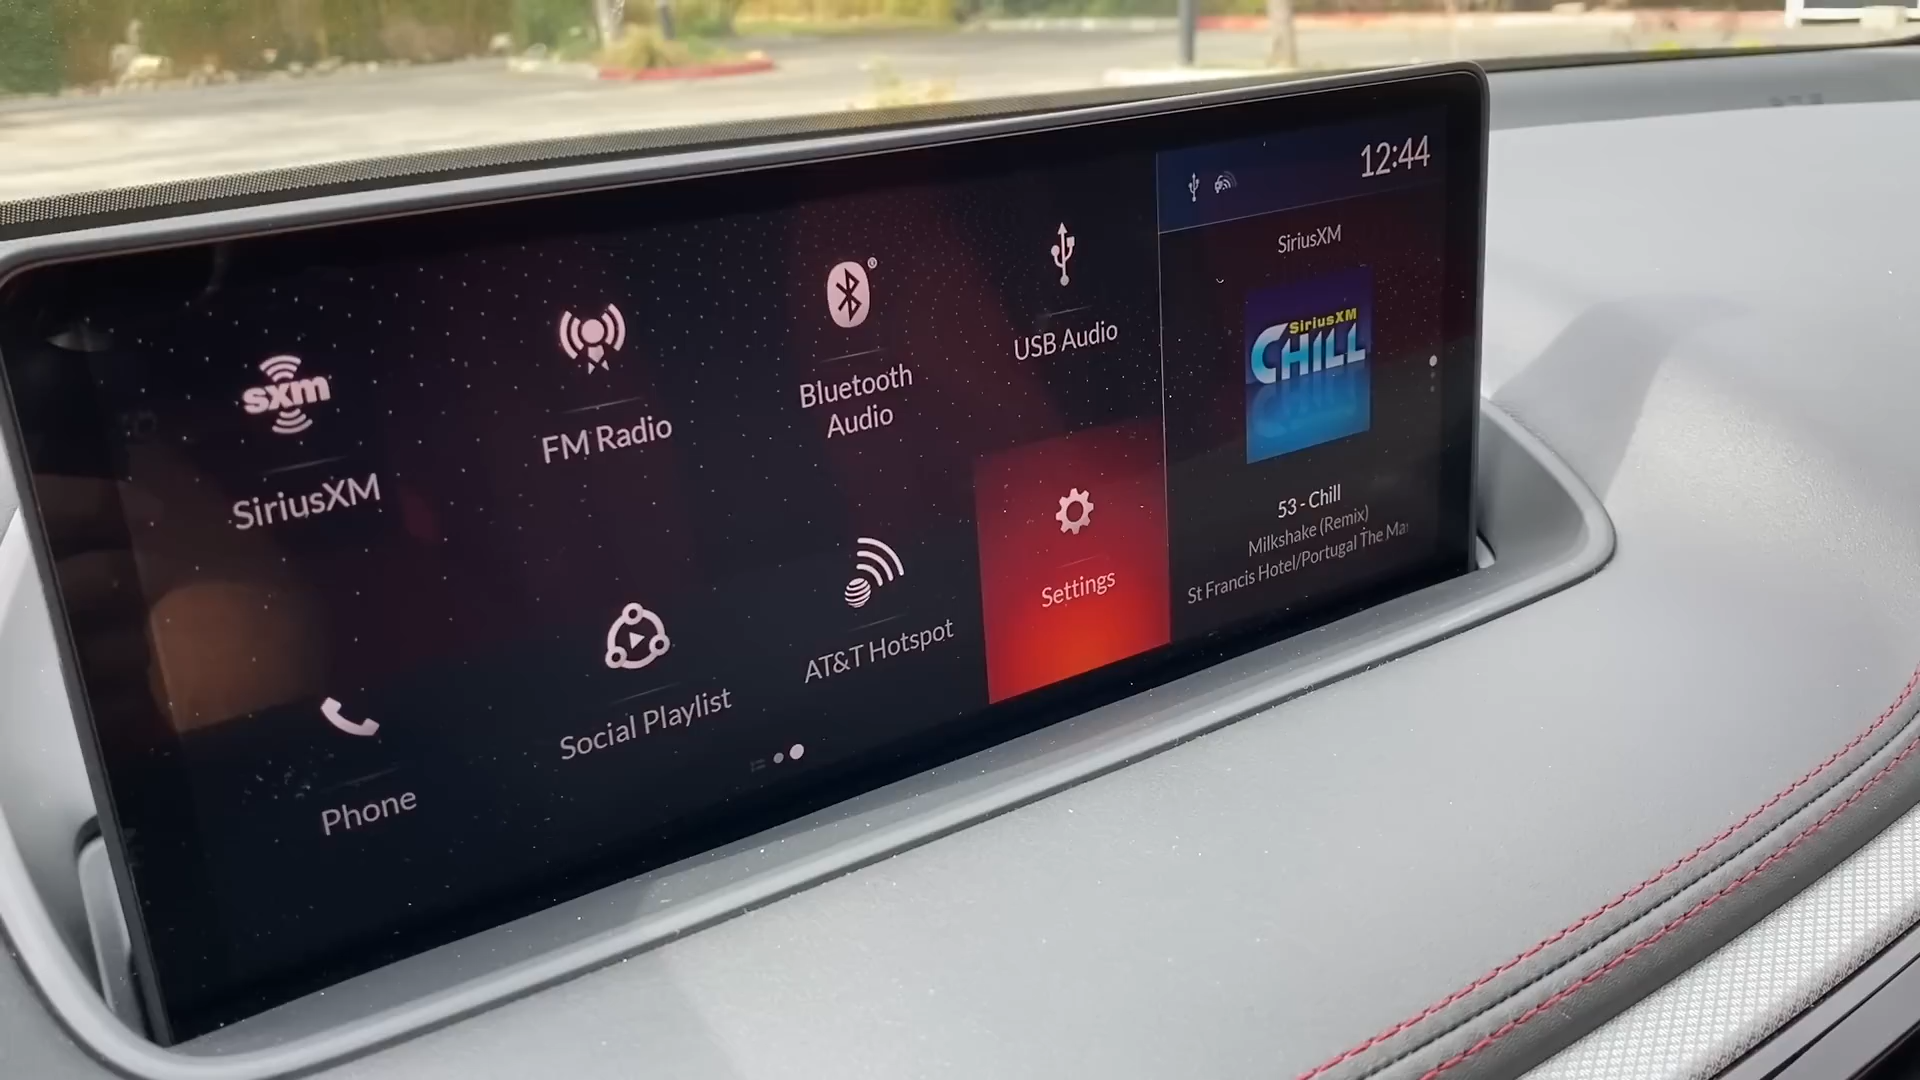 12:44
sxm
SiriusXM
FM Radio
Bluetooth
Audio
USB Audio
Phone
Social Playlist
AT&T Hotspot
Settings
SiriusXM
SiriusXM
CHILL
53 - Chill
Milkshake (Remix)
St Francis Hotel/Portugal The Ma